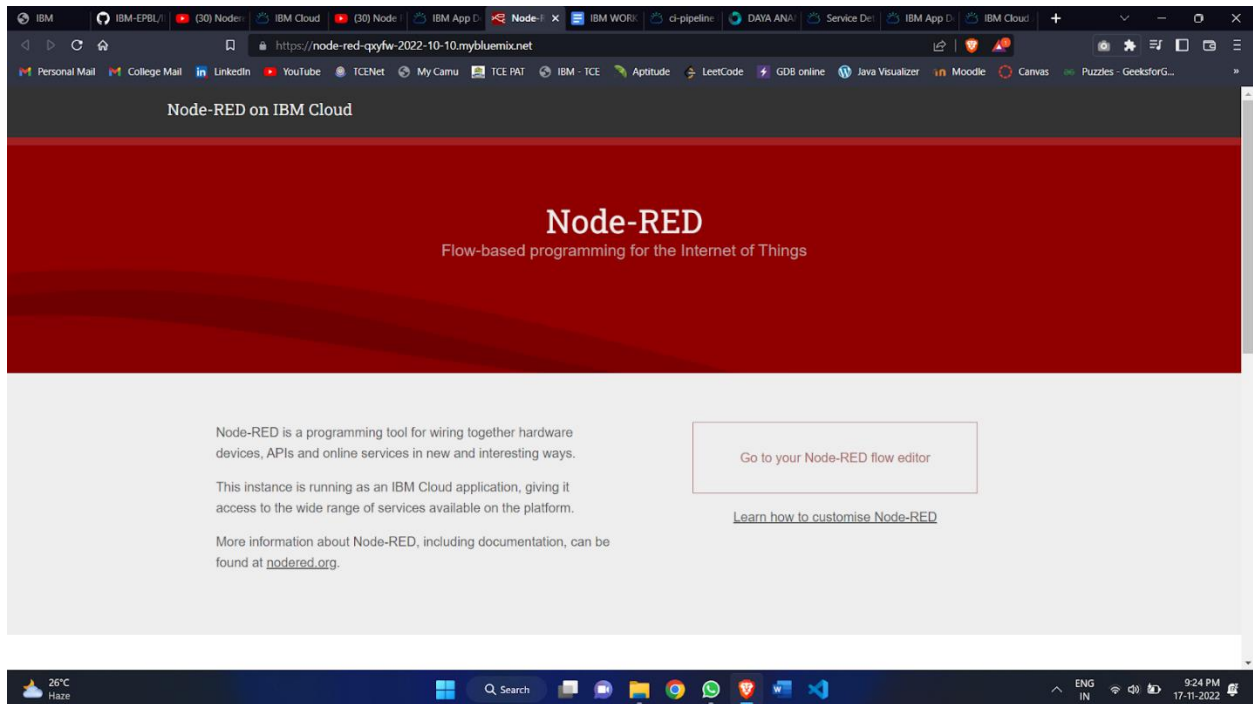 IBM
IBM-EPBL/I
(30) Noder
IBM Cloud
(30) Node
IBM App D
Node-R
IBM WORK
ci-pipeline
DAYA ANA
Service Det
IBM App D
IBM Cloud
https://node-red-qxyfw-2022-10-10.mybluemix.net
Personal Mail
College Mail
LinkedIn
YouTube
TCENet
My Camu
TCE PAT
IBM - TCE
Aptitude
LeetCode
GDB online
Java Visualizer
Moodle
Canvas
Puzzles - GeeksforG...
Node-RED on IBM Cloud
Node-RED
Flow-based programming for the Internet of Things
Node-RED is a programming tool for wiring together hardware
devices, APIs and online services in new and interesting ways.
This instance is running as an IBM Cloud application, giving it
access to the wide range of services available on the platform.
More information about Node-RED, including documentation, can be
found at nodered.org.
Go to your Node-RED flow editor
Learn how to customise Node-RED
26°C
Haze
Search
ENG
IN
9:24 PM
17-11-2022